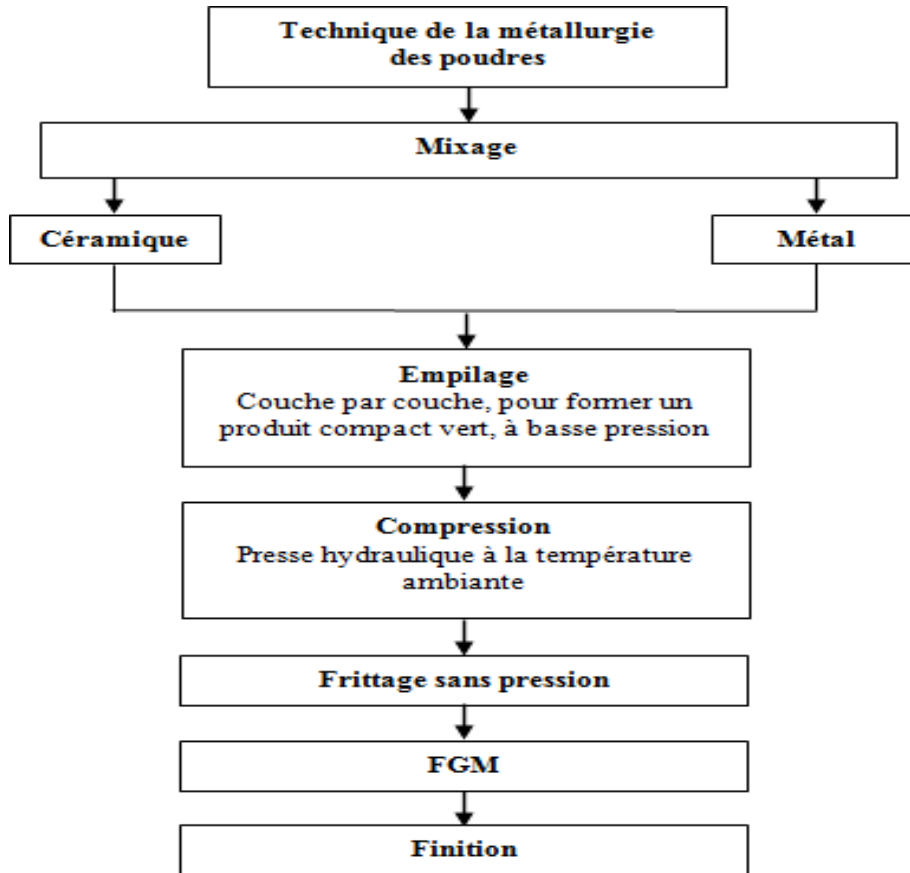 Technique de la métallurgie
des poudres
Mixage
Céramique
Métal
Empilage
Couche par couche, pour former un
produit compact vert, à basse pression
Compression
Presse hydraulique à la température
ambiante
Frittage sans pression
FGM
Finition